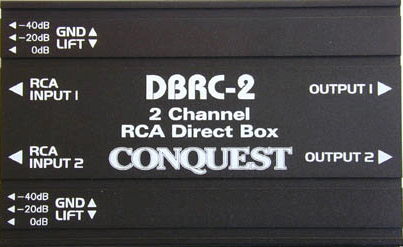 ◄ -40dB
◄ -20dB
◄ 0dB
GND ▲
LIFT ▼
◄ RCA
INPUT 1
DBRC-2
2 Channel
RCA Direct Box
OUTPUT 1 ►
◄ RCA
INPUT 2
CONQUEST
OUTPUT 2 ►
◄ -40dB
◄ -20dB
◄ 0dB
GND ▲
LIFT ▼